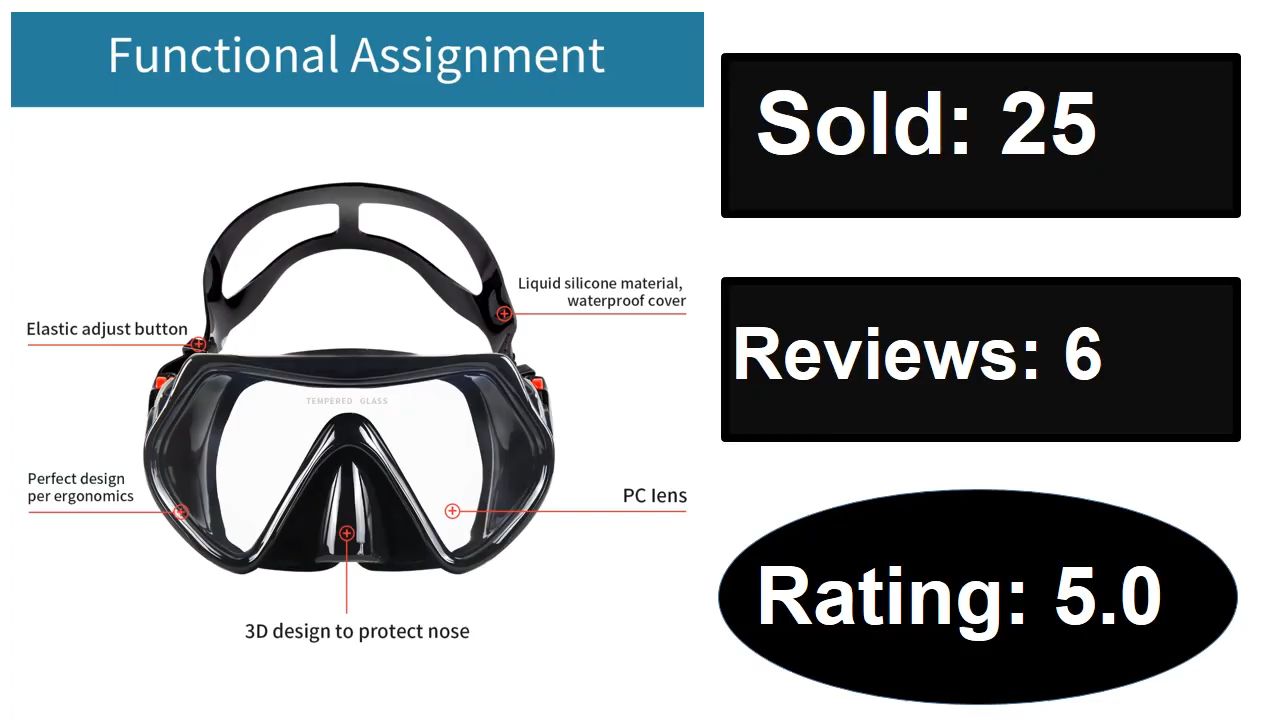 Functional Assignment
Liquid silicone material,
waterproof cover
Elastic adjust button
TEMPERED GLASS
Perfect design
per ergonomics
PC lens
3D design to protect nose
Sold: 25
Reviews: 6
Rating: 5.0